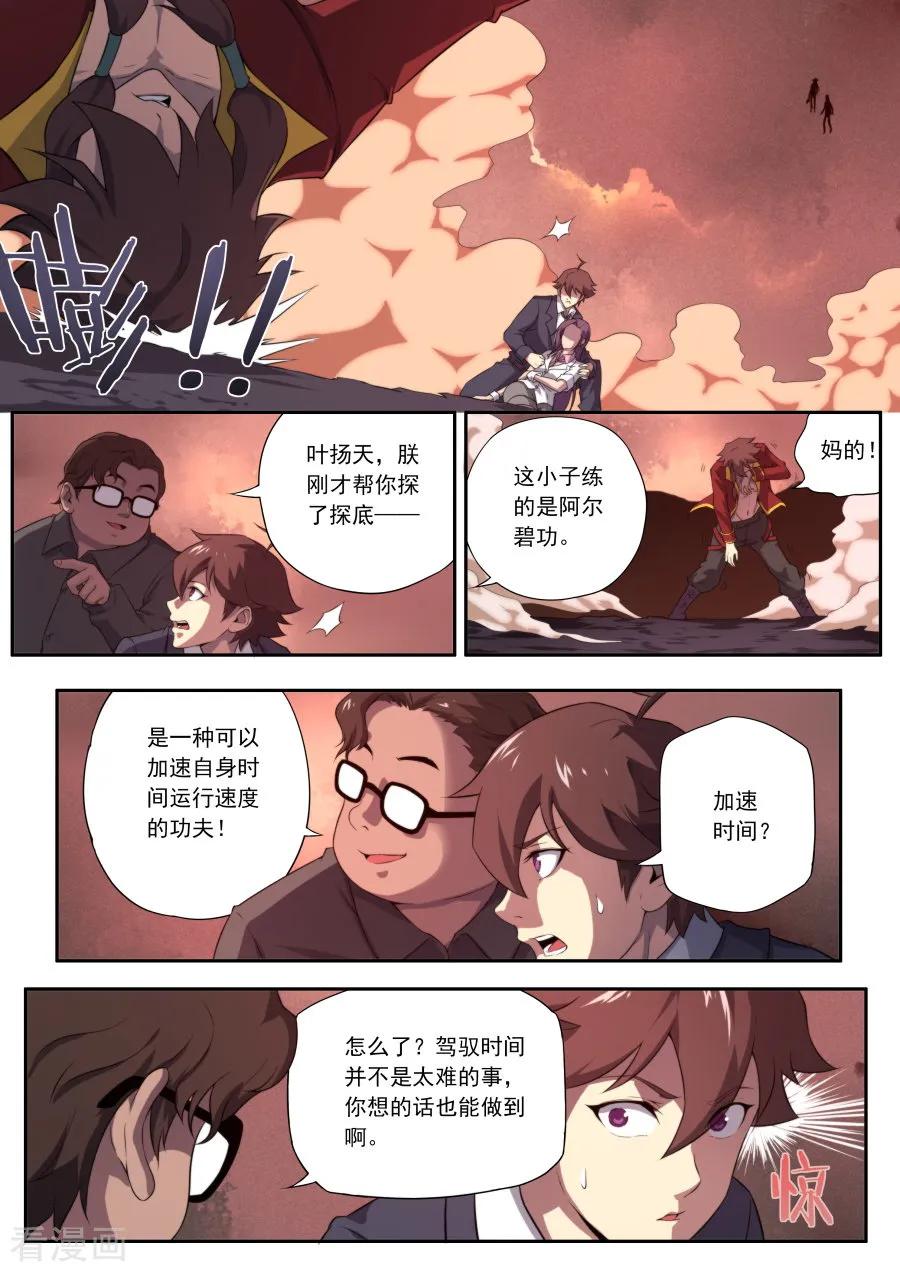 嘭!!
叶扬天，朕
刚才帮你探
了探底——
这小子练
的是阿尔
碧功。
妈的！
是一种可以
加速自身时
间运行速度
的功夫！
加速
时间？
怎么了？驾驭时间
并不是太难的事，
你想的话也能做到
啊。
惊
看漫画